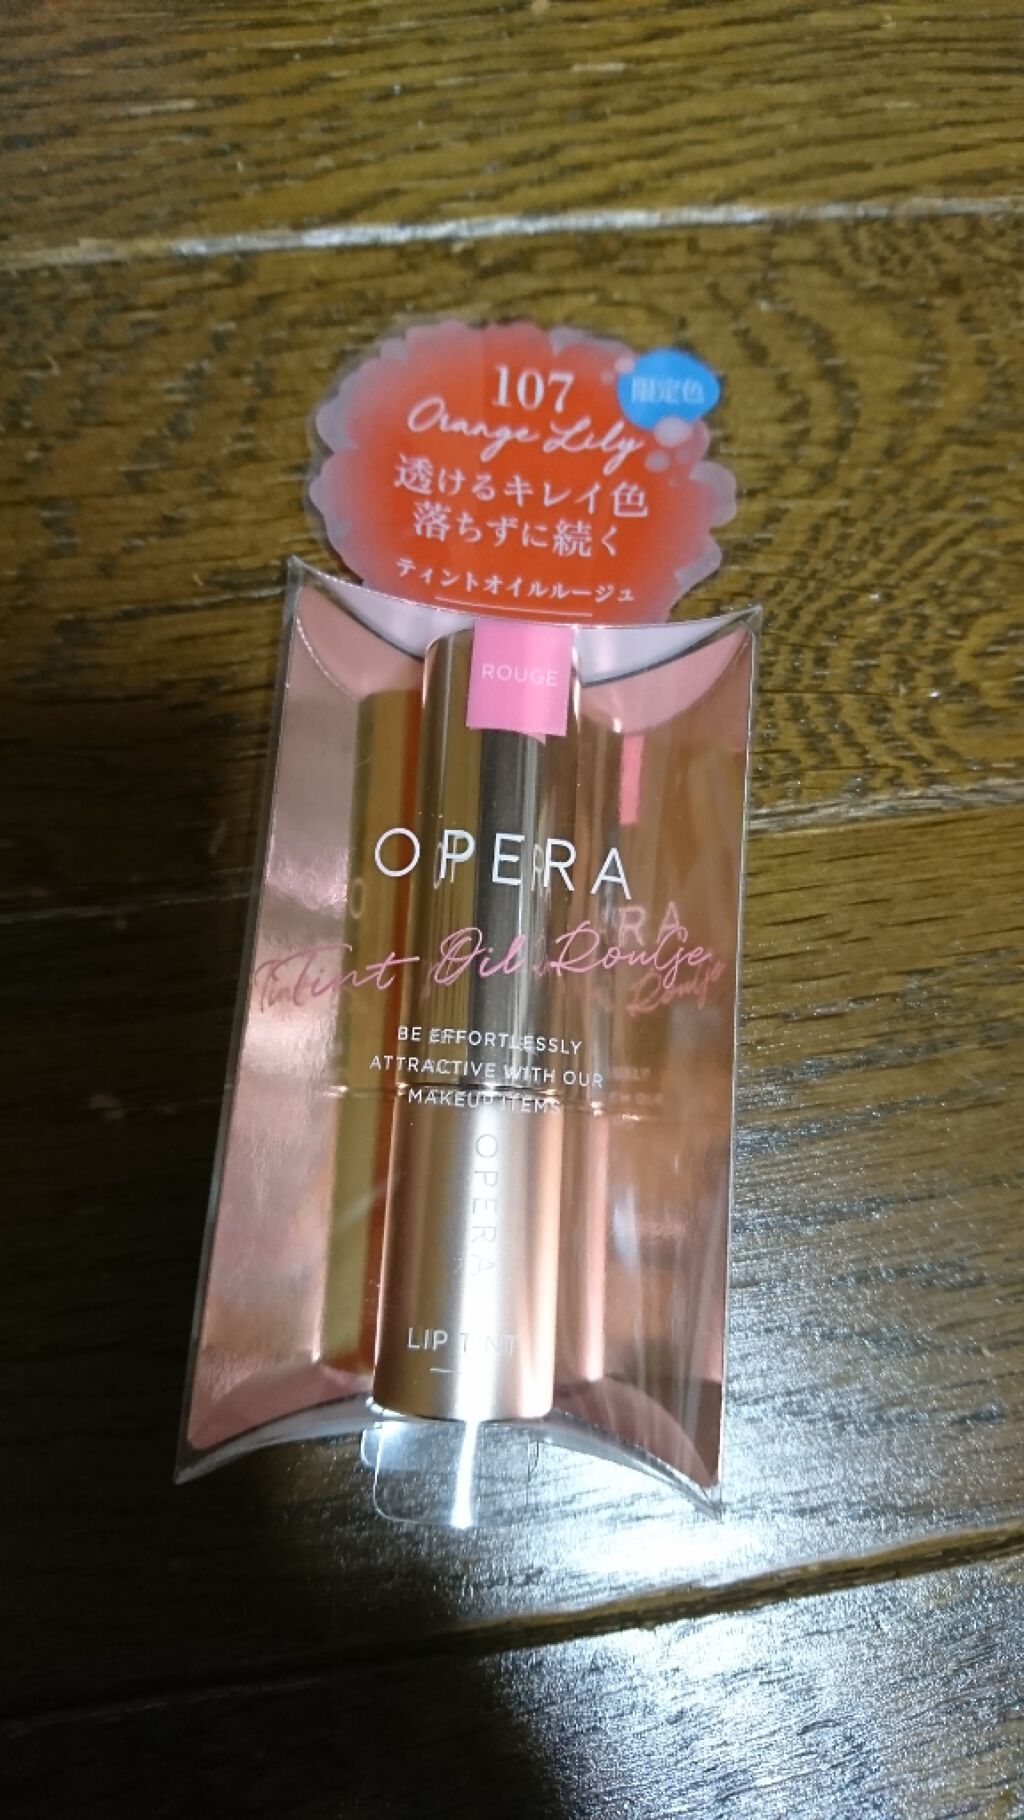 107
限定色
Orange Lily
透けるキレイ色
落ちずに続く
ティントオイルルージュ
ROUGE
OPERA
Tint Oil Rouge
BE EFFORTLESSLY
ATTRACTIVE WITH OUR
MAKEUP ITEMS
OPERA
LIP TINT